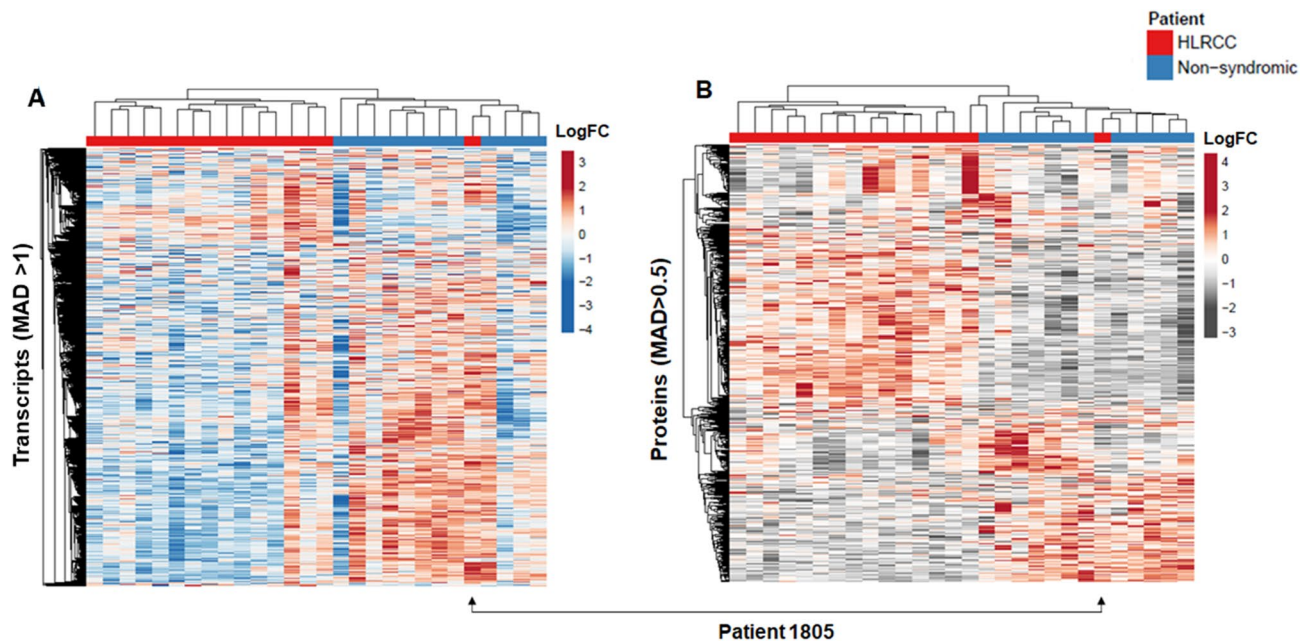 Patient
HLRCC
Non-syndromic
A
B
LogFC
3
2
1
0
−1
−2
−3
−4
LogFC
4
3
2
1
0
−1
−2
−3
Transcripts (MAD >1)
Proteins (MAD>0.5)
Patient 1805